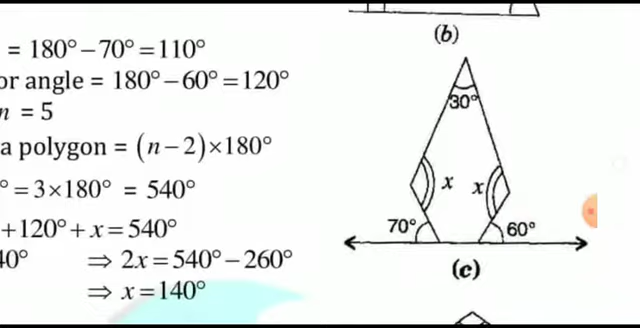 = 180° – 70° = 110°
or angle = 180° – 60° = 120°
n = 5
a polygon = (n – 2) × 180°
° = 3 × 180° = 540°
+ 120° + x = 540°
40° ⇒ 2x = 540° – 260°
⇒ x = 140°
(b)
30°
x x
70° 60°
(c)